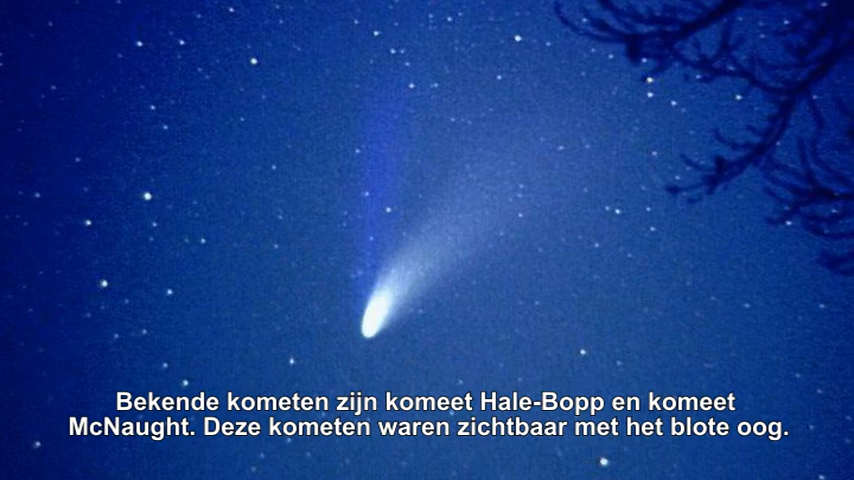 Bekende kometen zijn komeet Hale-Bopp en komeet
McNaught. Deze kometen waren zichtbaar met het blote oog.